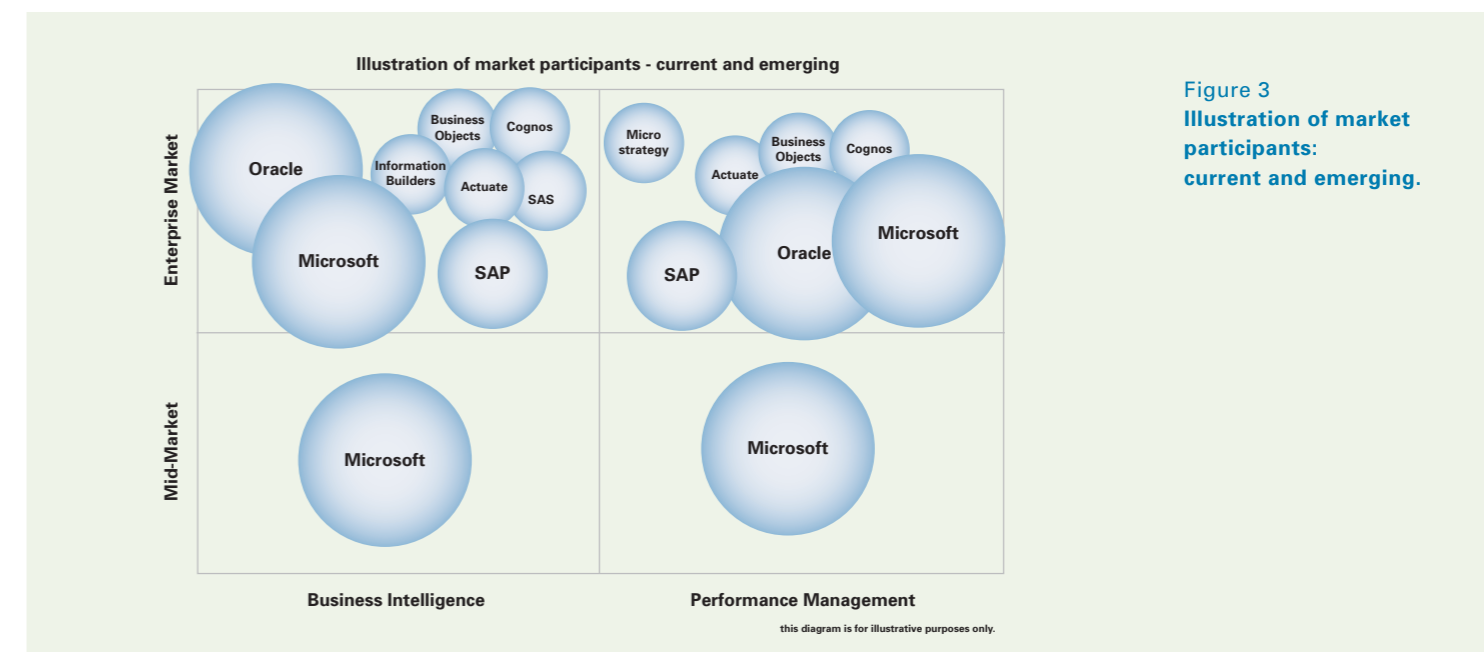 Illustration of market participants - current and emerging
Figure 3
Illustration of market
participants:
current and emerging.
Enterprise Market
Mid-Market
Oracle
Microsoft
Information
Builders
Business
Objects
Cognos
Actuate
SAS
SAP
Micro
strategy
Actuate
Business
Objects
Cognos
SAP
Oracle
Microsoft
Microsoft
Microsoft
Business Intelligence
Performance Management
this diagram is for illustrative purposes only.